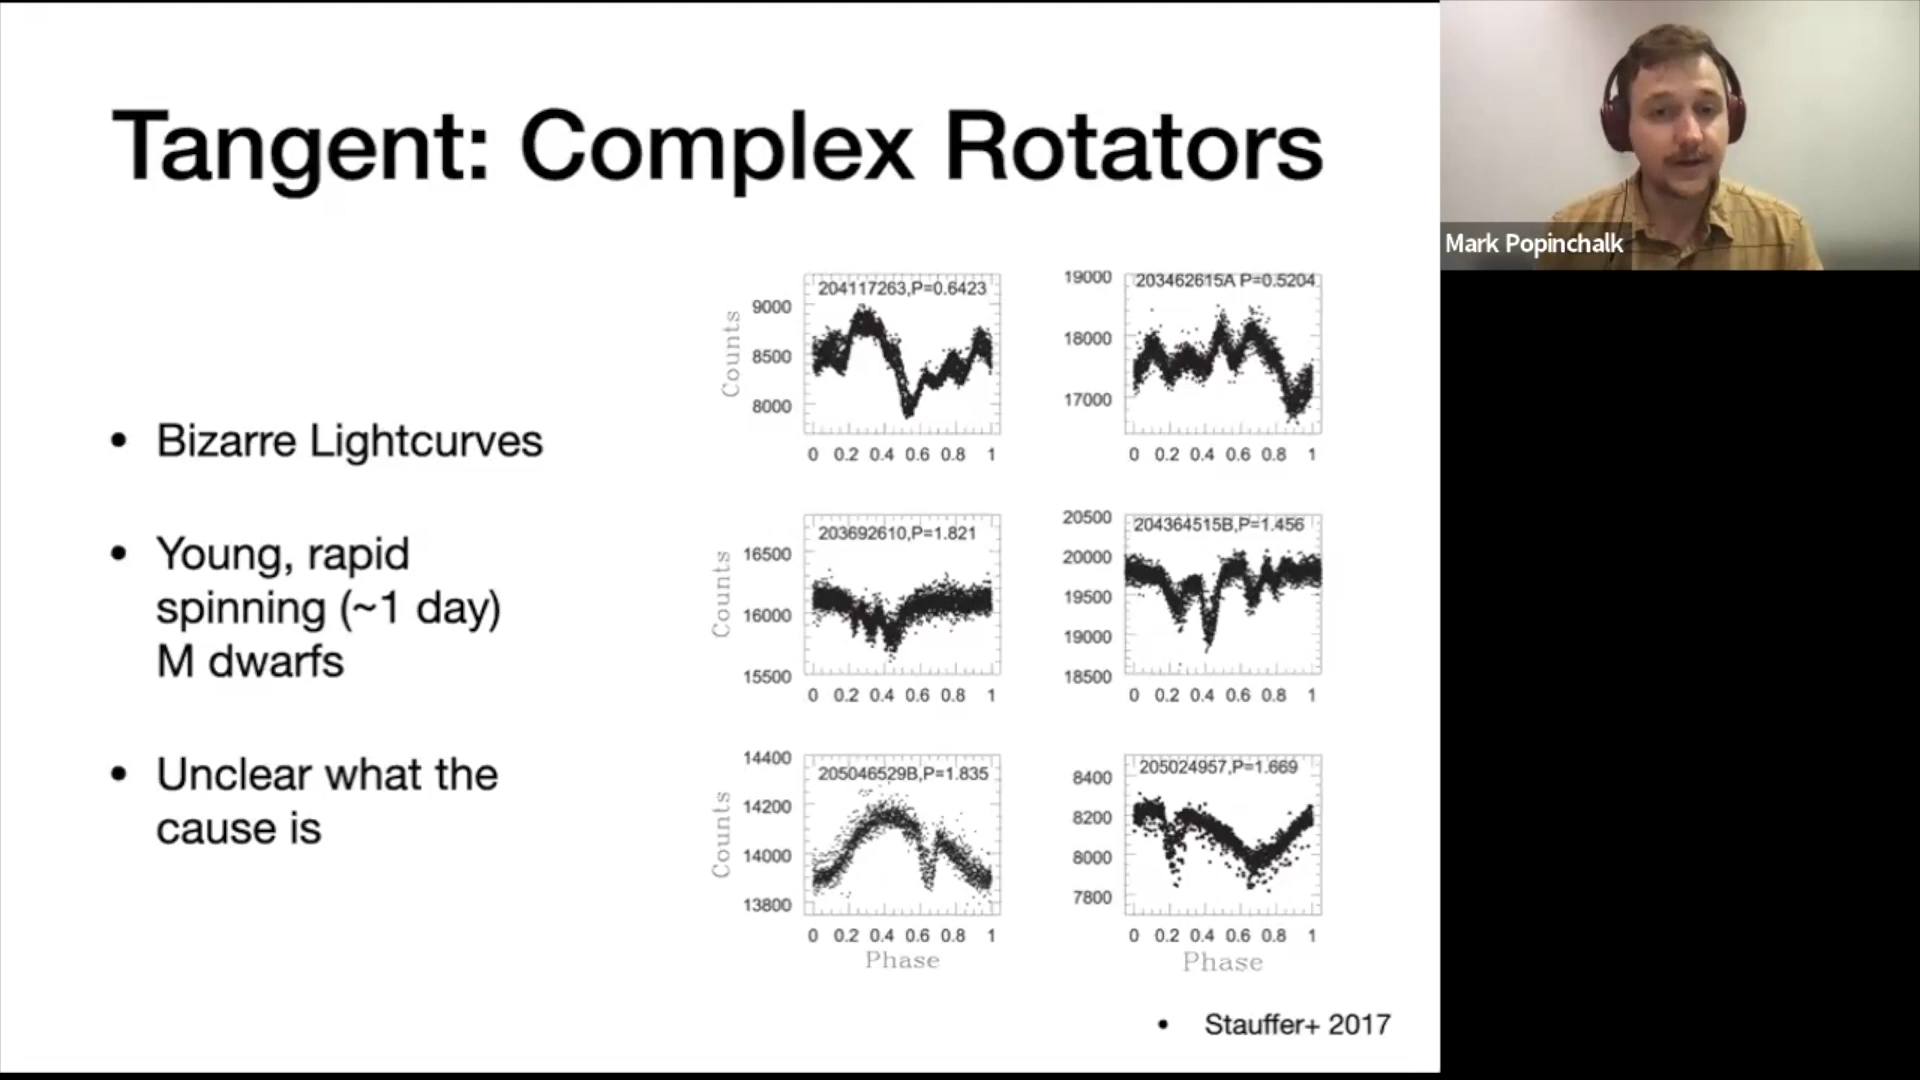 Tangent: Complex Rotators
Mark Popinchalk
• Bizarre Lightcurves
• Young, rapid
spinning (~1 day)
M dwarfs
• Unclear what the
cause is
204117263,P=0.6423
Counts
9000
8500
8000
0 0.2 0.4 0.6 0.8 1
203462615A P=0.5204
19000
18000
17000
0 0.2 0.4 0.6 0.8 1
203692610,P=1.821
Counts
16500
16000
15500
0 0.2 0.4 0.6 0.8 1
204364515B,P=1.456
20500
20000
19500
19000
18500
0 0.2 0.4 0.6 0.8 1
205046529B,P=1.835
Counts
14400
14200
14000
13800
0 0.2 0.4 0.6 0.8 1
Phase
205024957,P=1.669
8400
8200
8000
7800
0 0.2 0.4 0.6 0.8 1
Phase
• Stauffer+ 2017